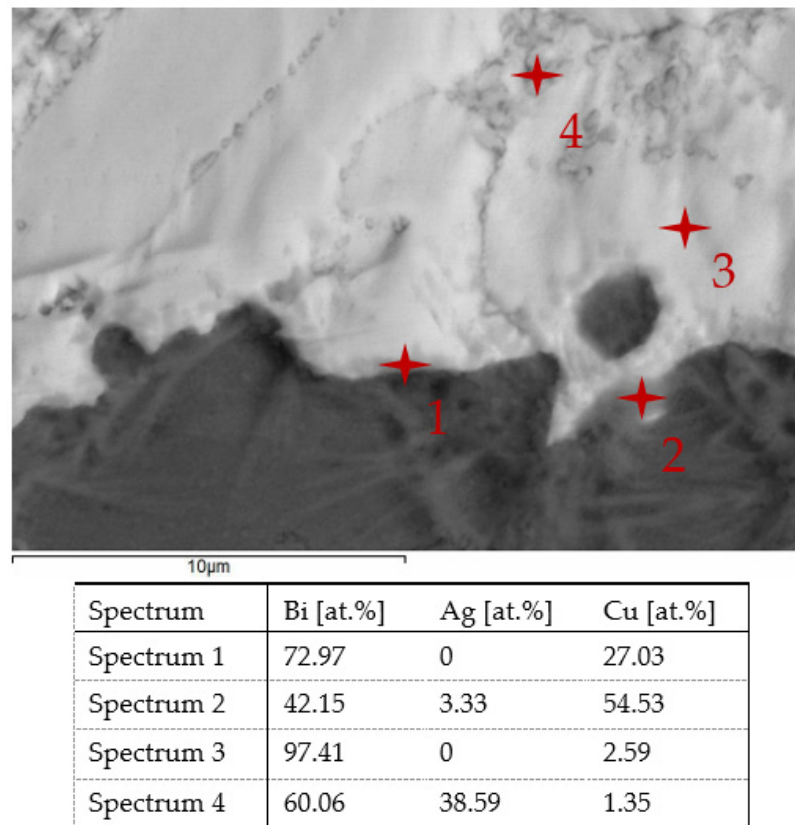 4
3
1
2
10µm
Spectrum Bi [at.%] Ag [at.%] Cu [at.%]
Spectrum 1 72.97 0 27.03
Spectrum 2 42.15 3.33 54.53
Spectrum 3 97.41 0 2.59
Spectrum 4 60.06 38.59 1.35